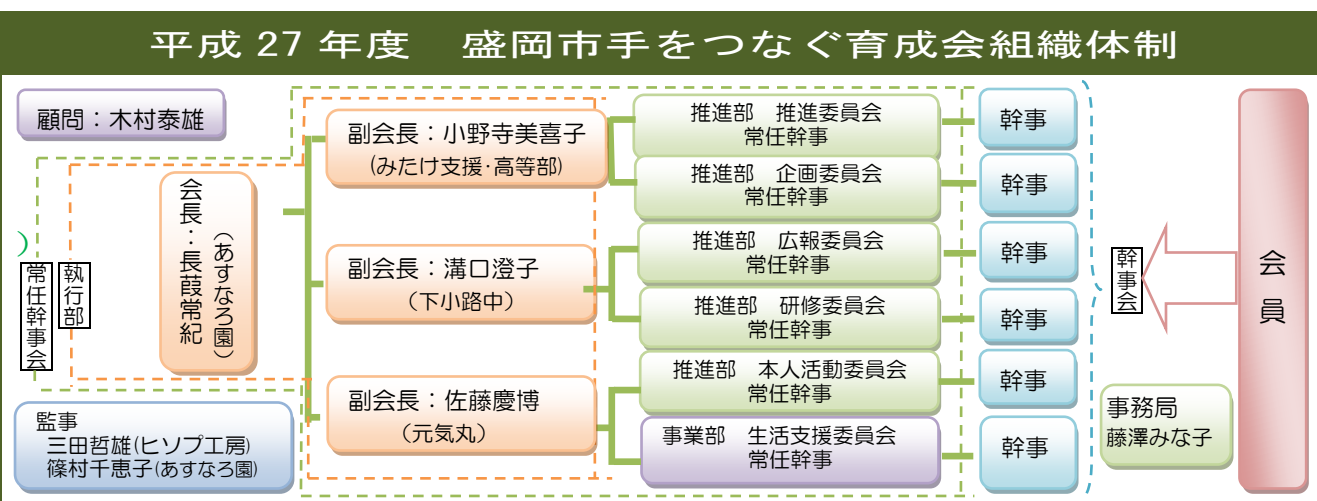 平成 27 年度　盛岡市手をつなぐ育成会組織体制
顧問：木村泰雄
会長：長葭常紀
（あすなろ園）
）
常任幹事会
執行部
監事
三田哲雄(ヒソプ工房)
篠村千恵子(あすなろ園)
副会長：小野寺美喜子
(みたけ支援･高等部)
副会長：溝口澄子
（下小路中）
副会長：佐藤慶博
（元気丸）
推進部　推進委員会
常任幹事
推進部　企画委員会
常任幹事
推進部　広報委員会
常任幹事
推進部　研修委員会
常任幹事
推進部　本人活動委員会
常任幹事
事業部　生活支援委員会
常任幹事
幹事
幹事
幹事
幹事
幹事
幹事
幹事会
会員
事務局
藤澤みな子